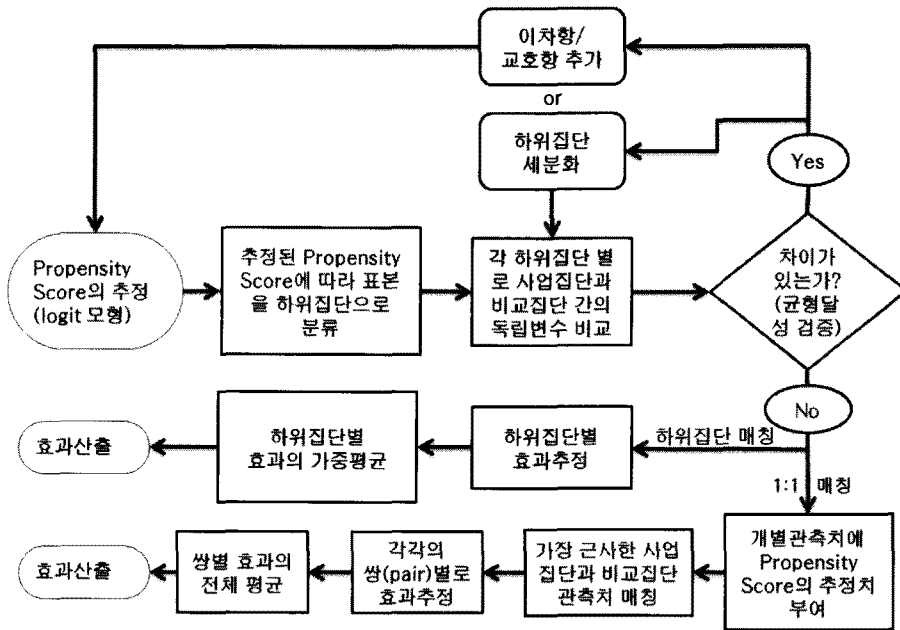 이차항/
교호항 추가
or
하위집단
세분화
Yes
Propensity
Score의 추정
(logit 모형)
추정된 Propensity
Score에 따라 표본
을 하위집단으로
분류
각 하위집단 별
로 사업집단과
비교집단 간의
독립변수 비교
차이가
있는가?
(균형달
성 검증)
No
효과산출
하위집단별
효과의 가중평균
하위집단별
효과추정
하위집단 매칭
1:1 매칭
효과산출
쌍별 효과의
전체 평균
각각의
쌍(pair)별로
효과추정
가장 근사한 사업
집단과 비교집단
관측치 매칭
개별관측치에
Propensity
Score의 추정치
부여